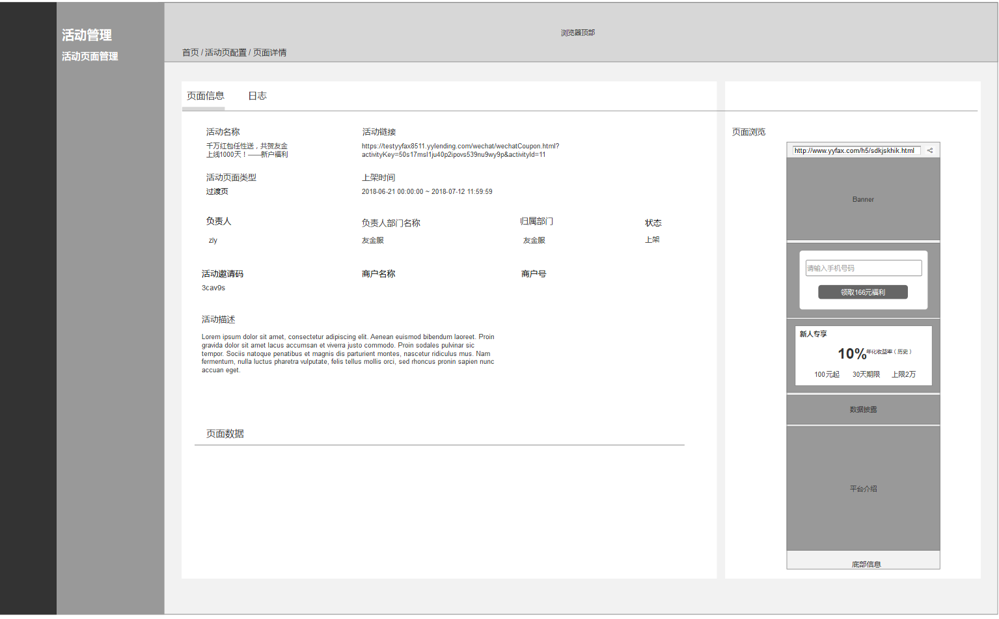 活动管理
活动页面管理
浏览器顶部
首页 / 活动页配置 / 页面详情
页面信息 日志
活动名称
千万红包任性送，共贺友金
上线1000天！——新户福利
活动链接
https://testyyfax8511.yylending.com/wechat/wechatCoupon.html?
activityKey=50s17msl1ju40p2ipovs539nu9wy9p&activityId=11
活动页面类型
过渡页
上架时间
2018-06-21 00:00:00 ~ 2018-07-12 11:59:59
负责人
zly
负责人部门名称
友金服
归属部门
友金服
状态
上架
活动邀请码
3cav9s
商户名称
商户号
活动描述
Lorem ipsum dolor sit amet, consectetur adipiscing elit. Aenean euismod bibendum laoreet. Proin
gravida dolor sit amet lacus accumsan et viverra justo commodo. Proin sodales pulvinar sic
tempor. Sociis natoque penatibus et magnis dis parturient montes, nascetur ridiculus mus. Nam
fermentum, nulla luctus pharetra vulputate, felis tellus mollis orci, sed rhoncus pronin sapien nunc
accuan eget.
页面数据
页面浏览
http://www.yyfax.com/h5/sdkjskhik.html
Banner
请输入手机号码
领取166元福利
新人专享
10%年化收益率（历史）
100元起 30天期限 上限2万
数据披露
平台介绍
底部信息